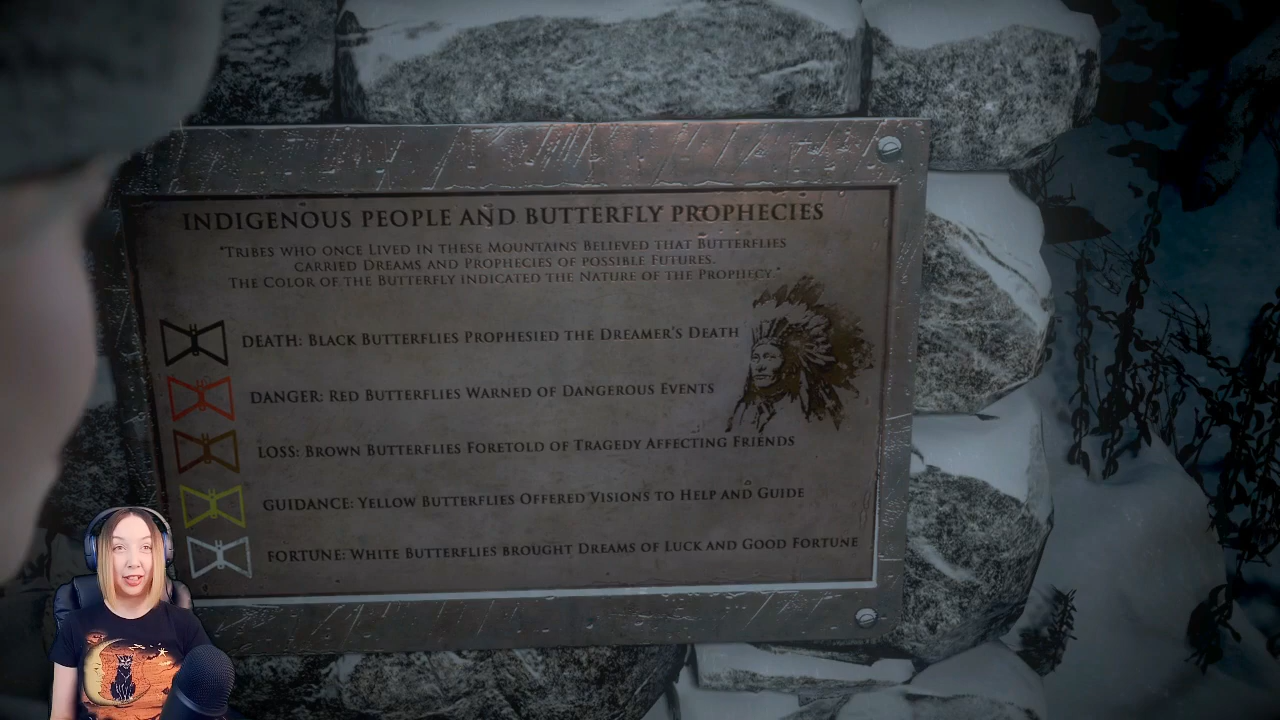 INDIGENOUS PEOPLE AND BUTTERFLY PROPHECIES
"TRIBES WHO ONCE LIVED IN THESE MOUNTAINS BELIEVED THAT BUTTERFLIES
CARRIED DREAMS AND PROPHECIES OF POSSIBLE FUTURES.
THE COLOR OF THE BUTTERFLY INDICATED THE NATURE OF THE PROPHECY."
DEATH: BLACK BUTTERFLIES PROPHESIED THE DREAMER'S DEATH
DANGER: RED BUTTERFLIES WARNED OF DANGEROUS EVENTS
LOSS: BROWN BUTTERFLIES FORETOLD OF TRAGEDY AFFECTING FRIENDS
GUIDANCE: YELLOW BUTTERFLIES OFFERED VISIONS TO HELP AND GUIDE
FORTUNE: WHITE BUTTERFLIES BROUGHT DREAMS OF LUCK AND GOOD FORTUNE